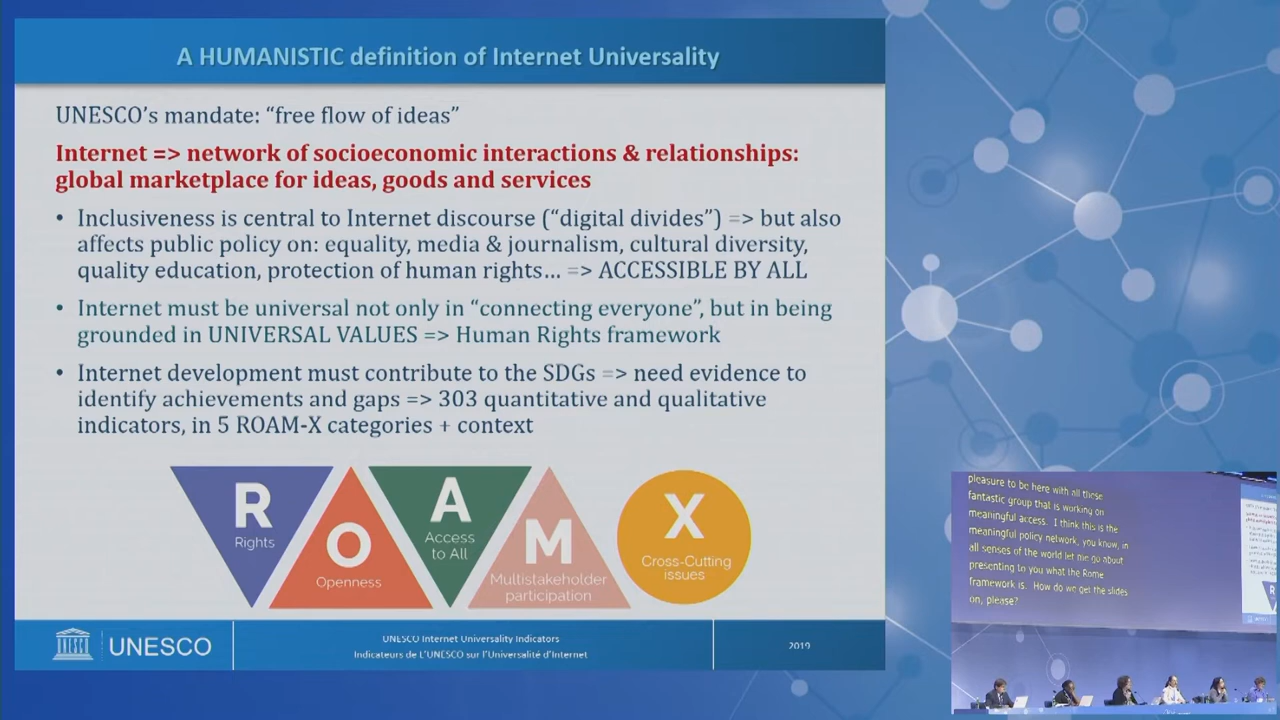 A HUMANISTIC definition of Internet Universality
UNESCO's mandate: "free flow of ideas"
Internet => network of socioeconomic interactions & relationships:
global marketplace for ideas, goods and services
• Inclusiveness is central to Internet discourse ("digital divides") => but also
affects public policy on: equality, media & journalism, cultural diversity,
quality education, protection of human rights... => ACCESSIBLE BY ALL
• Internet must be universal not only in "connecting everyone", but in being
grounded in UNIVERSAL VALUES => Human Rights framework
• Internet development must contribute to the SDGs => need evidence to
identify achievements and gaps => 303 quantitative and qualitative
indicators, in 5 ROAM-X categories + context
R
Rights
O
Openness
A
Access
to All
M
Multistakeholder
participation
X
Cross-Cutting
issues
UNESCO
UNESCO
UNESCO Internet Universality Indicators
Indicateurs de L'UNESCO sur l'Universalité d'Internet
2019
pleasure to be here with all these
fantastic group that is working on
meaningful access. I think this is the
meaningful policy network, you know, in
all senses of the world let me go about
presenting to you what the Rome
framework is. How do we get the slides
on, please?